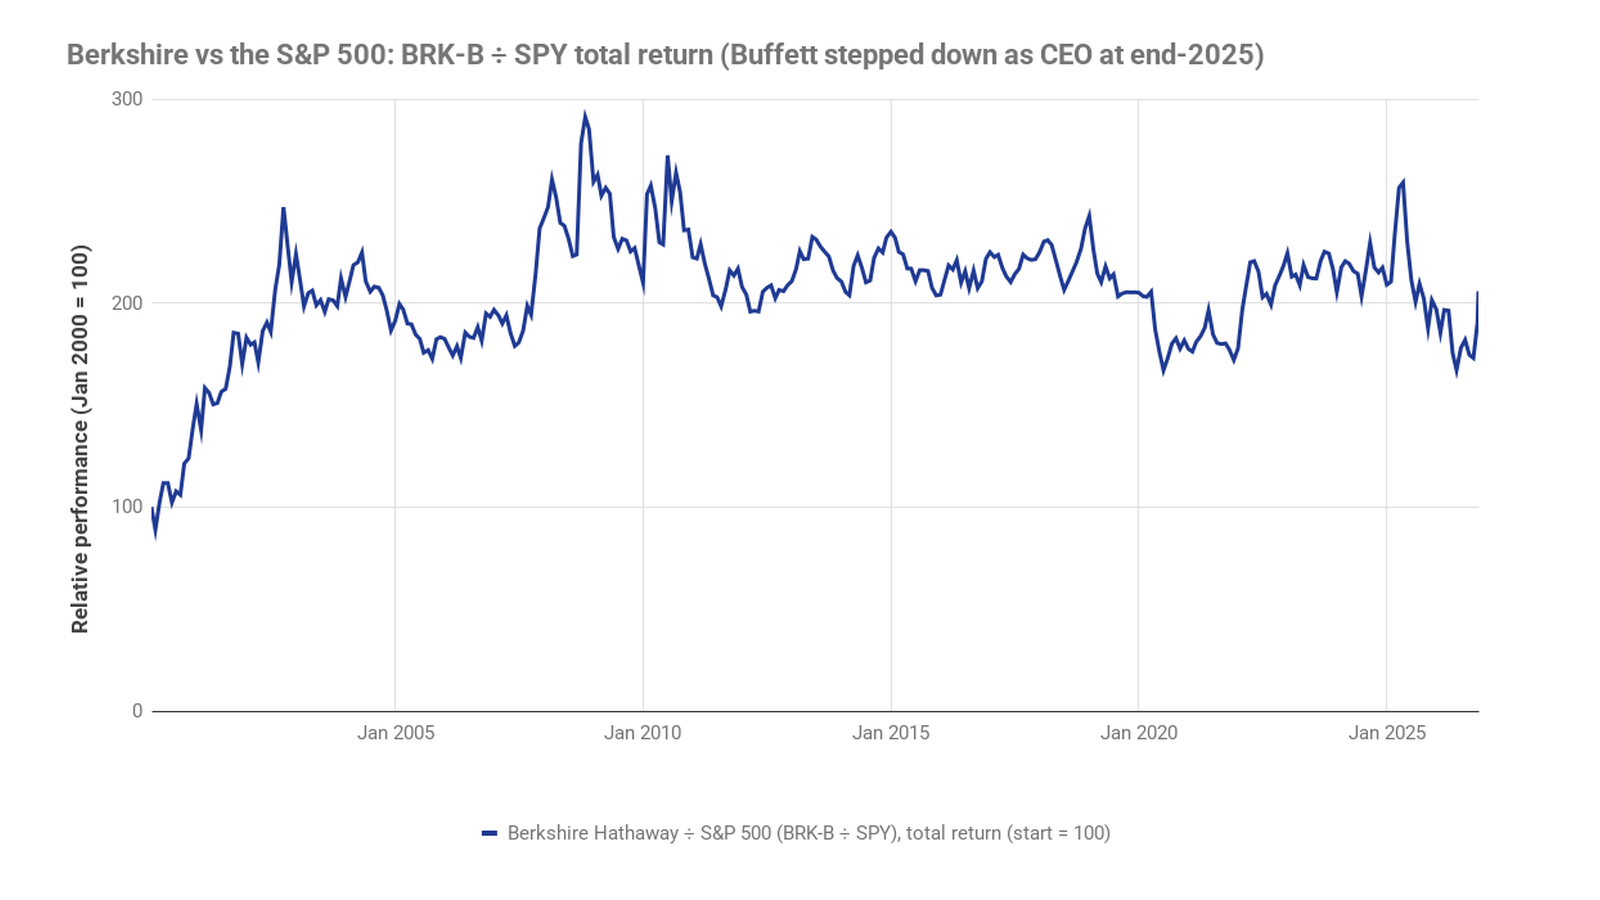 Berkshire vs the S&P 500: BRK-B ÷ SPY total return (Buffett stepped down as CEO at end-2025)
Relative performance (Jan 2000 = 100)
300
200
100
0
Jan 2005
Jan 2010
Jan 2015
Jan 2020
Jan 2025
Berkshire Hathaway ÷ S&P 500 (BRK-B ÷ SPY), total return (start = 100)